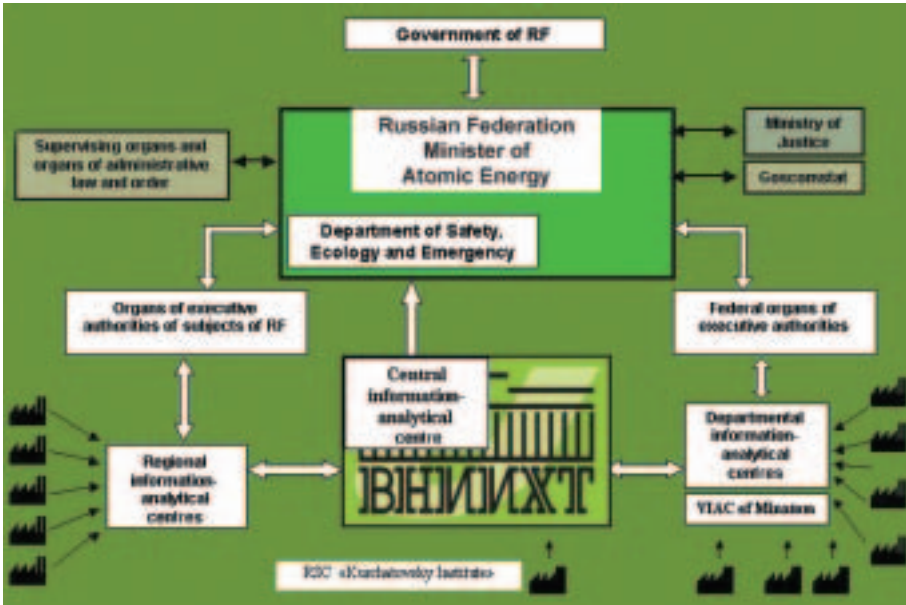 Government of RF
Russian Federation
Minister of
Atomic Energy
Supervising organs and
organs of administrative
law and order
Ministry of
Justice
Goscomstat
Department of Safety,
Ecology and Emergency
Organs of executive
authorities of subjects of RF
Federal organs of
executive authorities
Central
information-
analytical
centre
Regional
information-
analytical
centres
ВНИИХТ
Departmental
information-
analytical
centres
VIAC of Minatom
RSC «Kurchatovsky Institute»